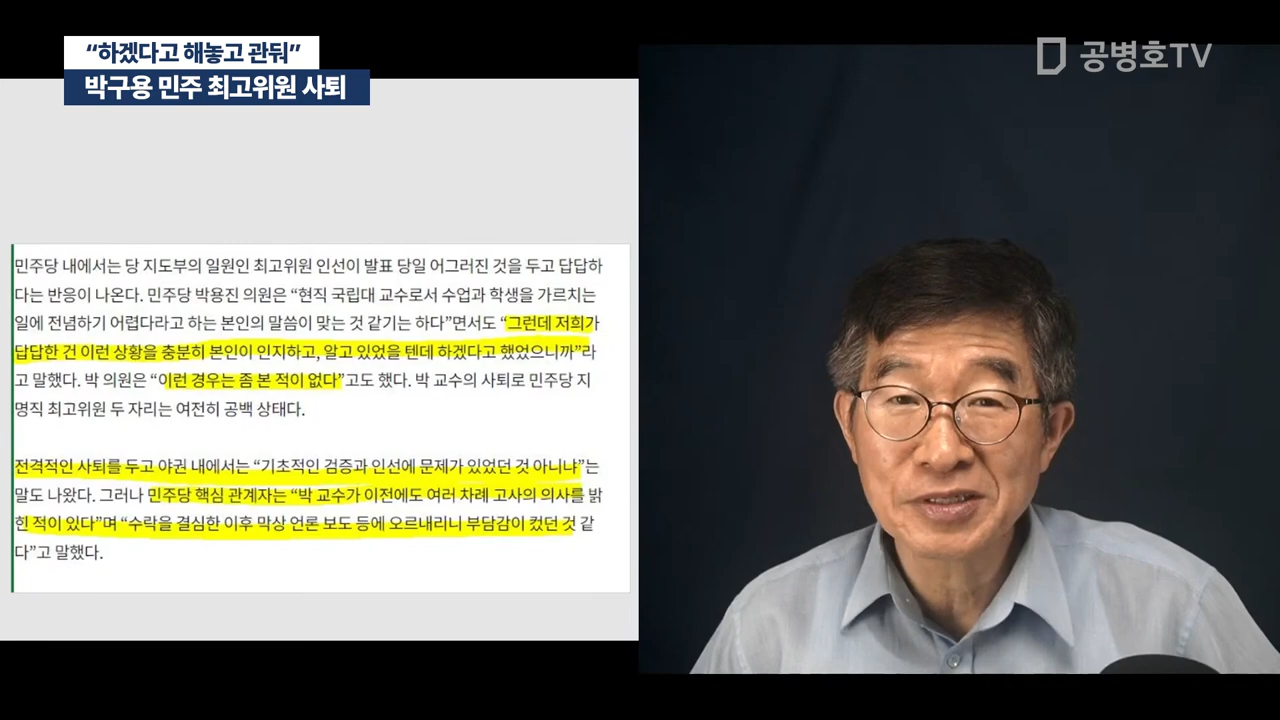 “하겠다고 해놓고 관둬”
박구용 민주 최고위원 사퇴
공병호TV
민주당 내에서는 당 지도부의 일원인 최고위원 인선이 발표 당일 어그러진 것을 두고 답답하
다는 반응이 나온다. 민주당 박용진 의원은 “현직 국립대 교수로서 수업과 학생을 가르치는
일에 전념하기 어렵다라고 하는 본인의 말씀이 맞는 것 같기는 하다”면서도 “그런데 저희가
답답한 건 이런 상황을 충분히 본인이 인지하고, 알고 있었을 텐데 하겠다고 했었으니까”라
고 말했다. 박 의원은 “이런 경우는 좀 본 적이 없다”고도 했다. 박 교수의 사퇴로 민주당 지
명직 최고위원 두 자리는 여전히 공백 상태다.
전격적인 사퇴를 두고 야권 내에서는 “기초적인 검증과 인선에 문제가 있었던 것 아니냐”는
말도 나왔다. 그러나 민주당 핵심 관계자는 “박 교수가 이전에도 여러 차례 고사의 의사를 밝
힌 적이 있다”며 “수락을 결심한 이후 막상 언론 보도 등에 오르내리니 부담감이 컸던 것 같
다”고 말했다.